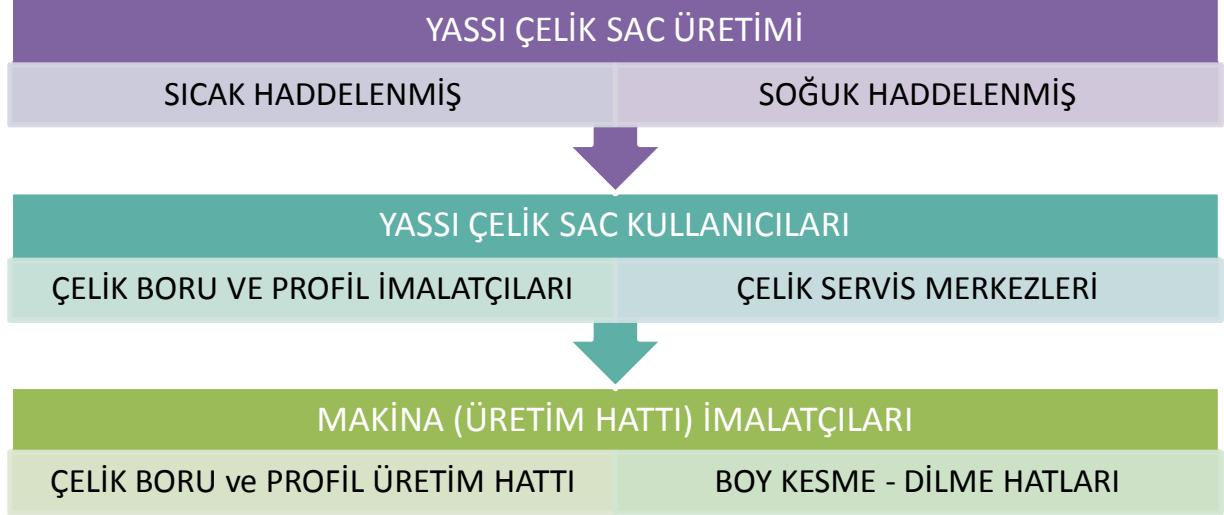 YASSI ÇELİK SAC ÜRETİMİ
SICAK HADDELENMİŞ
SOĞUK HADDELENMİŞ
YASSI ÇELİK SAC KULLANICILARI
ÇELİK BORU VE PROFİL İMALATÇILARI
ÇELİK SERVİS MERKEZLERİ
MAKİNA (ÜRETİM HATTI) İMALATÇILARI
ÇELİK BORU ve PROFİL ÜRETİM HATTI
BOY KESME - DİLME HATLARI